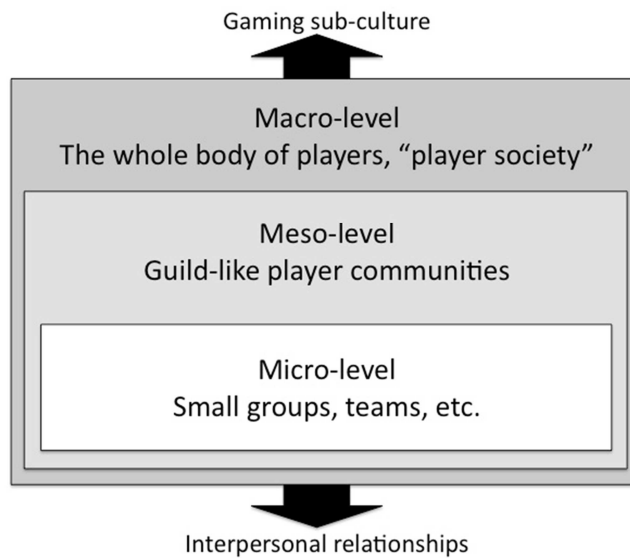 Gaming sub-culture
Macro-level
The whole body of players, “player society”
Meso-level
Guild-like player communities
Micro-level
Small groups, teams, etc.
Interpersonal relationships